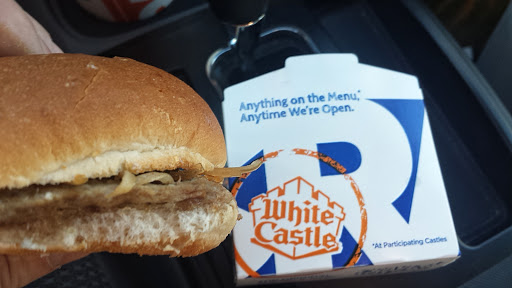 Anything on the Menu,*
Anytime We're Open.
White
Castle
*At Participating Castles